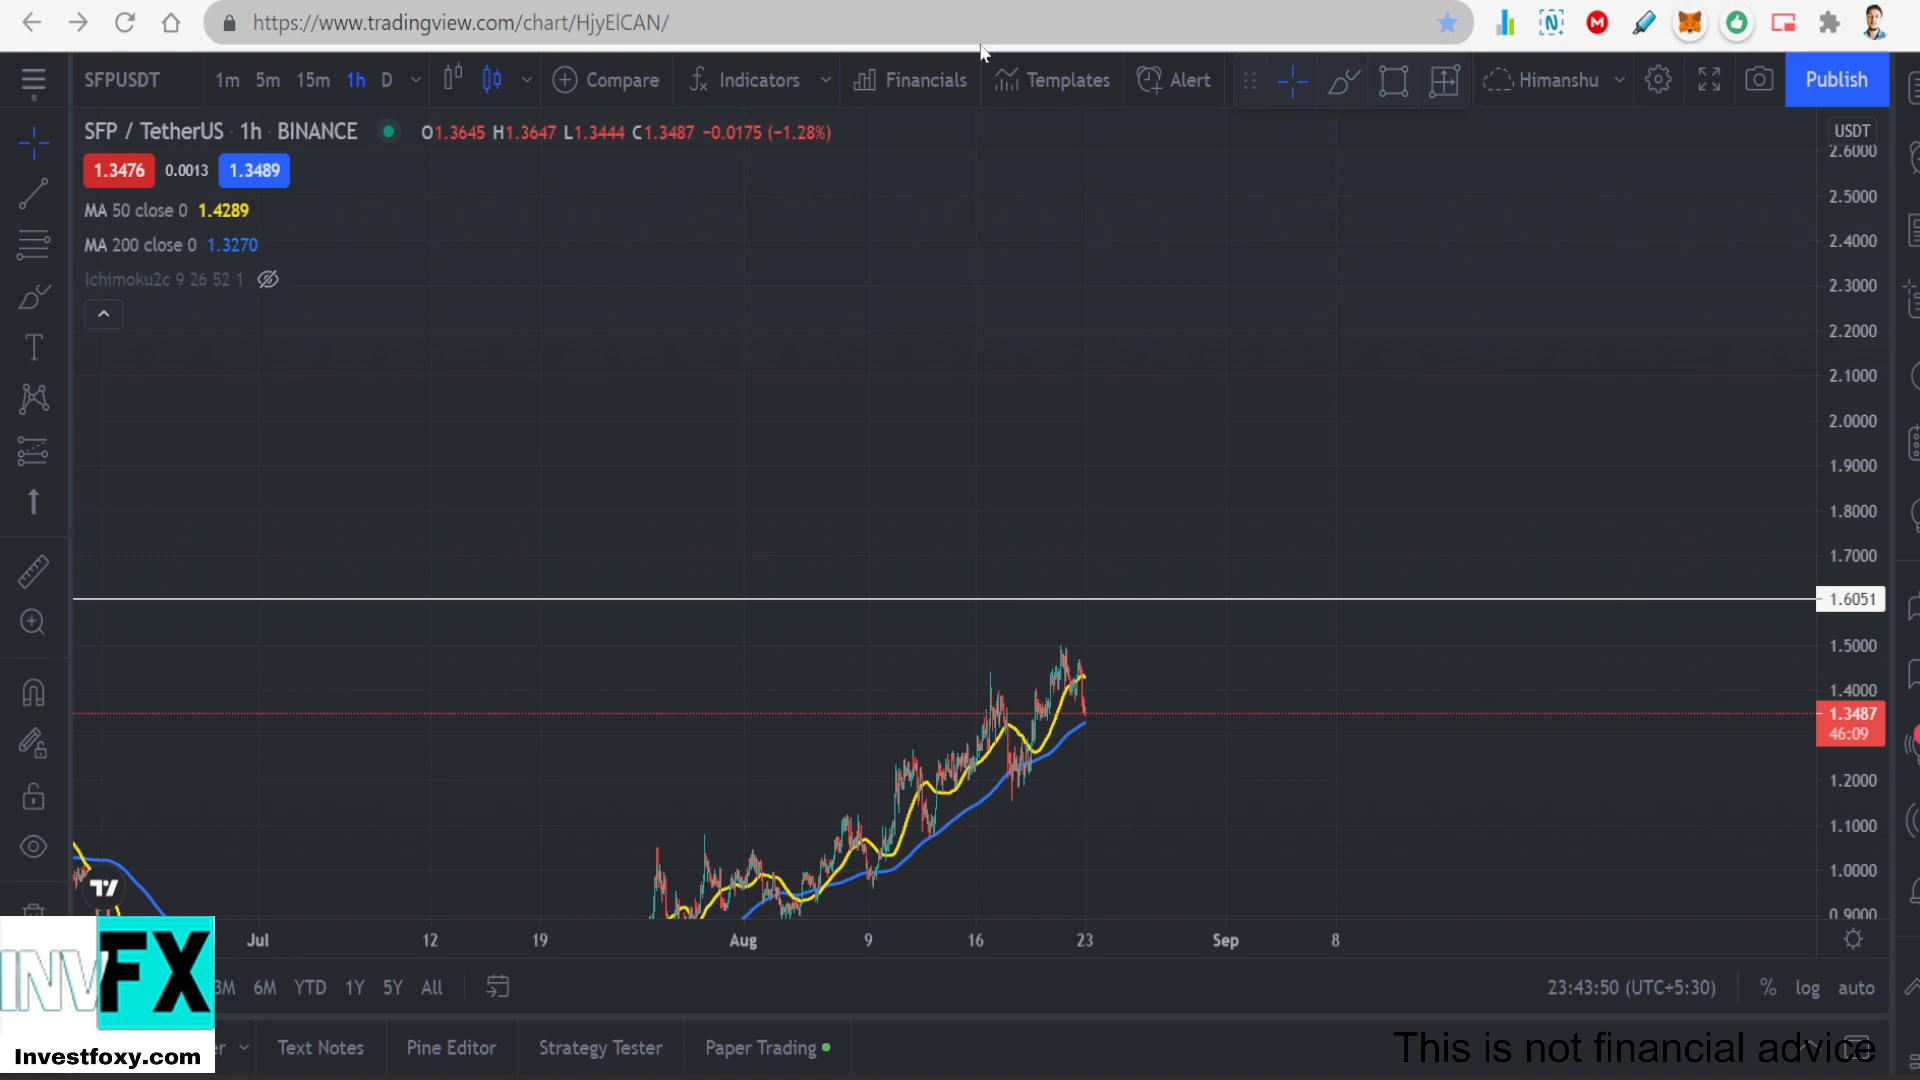 https://www.tradingview.com/chart/HjyElCAN/
SFPUSDT 1m 5m 15m 1h D Compare Indicators Financials Templates Alert Himanshu Publish
SFP / TetherUS · 1h · BINANCE O1.3645 H1.3647 L1.3444 C1.3487 −0.0175 (−1.28%)
USDT
1.3476 0.0013 1.3489
MA 50 close 0 1.4289
MA 200 close 0 1.3270
Ichimoku2c 9 26 52 1
2.6000
2.5000
2.4000
2.3000
2.2000
2.1000
2.0000
1.9000
1.8000
1.7000
1.6051
1.5000
1.4000
1.3487
46:09
1.2000
1.1000
1.0000
0.9000
Jul 12 19 Aug 9 16 23 Sep 8
3M 6M YTD 1Y 5Y All 23:43:50 (UTC+5:30) % log auto
INVFX
Investfoxy.com
Text Notes Pine Editor Strategy Tester Paper Trading
This is not financial advice